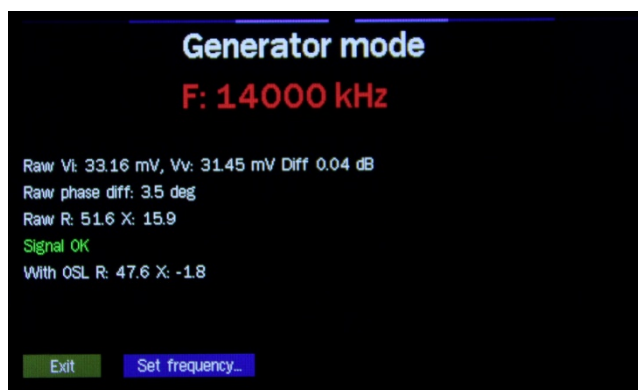 Generator mode
F: 14000 kHz
Raw Vi: 33.16 mV, Vv: 31.45 mV Diff 0.04 dB
Raw phase diff: 3.5 deg
Raw R: 51.6 X: 15.9
Signal OK
With OSL R: 47.6 X: -1.8
Exit
Set frequency...